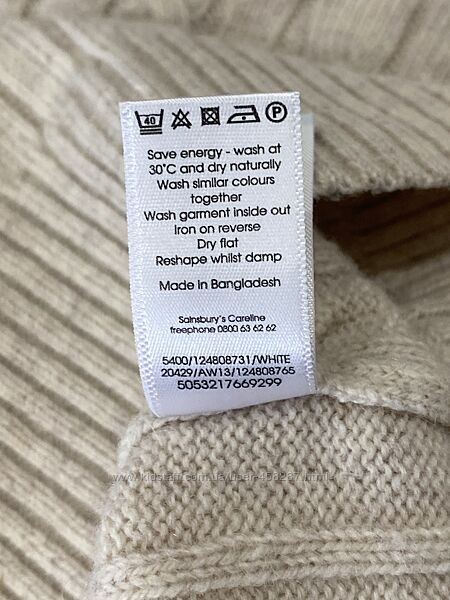 40 P
Save energy - wash at
30°C and dry naturally
Wash similar colours
together
Wash garment inside out
Iron on reverse
Dry flat
Reshape whilst damp
Made in Bangladesh
Sainsbury's Careline
freephone 0800 63 62 62
5400/124808731/WHITE
20429/AW13/124808765
5053217669299